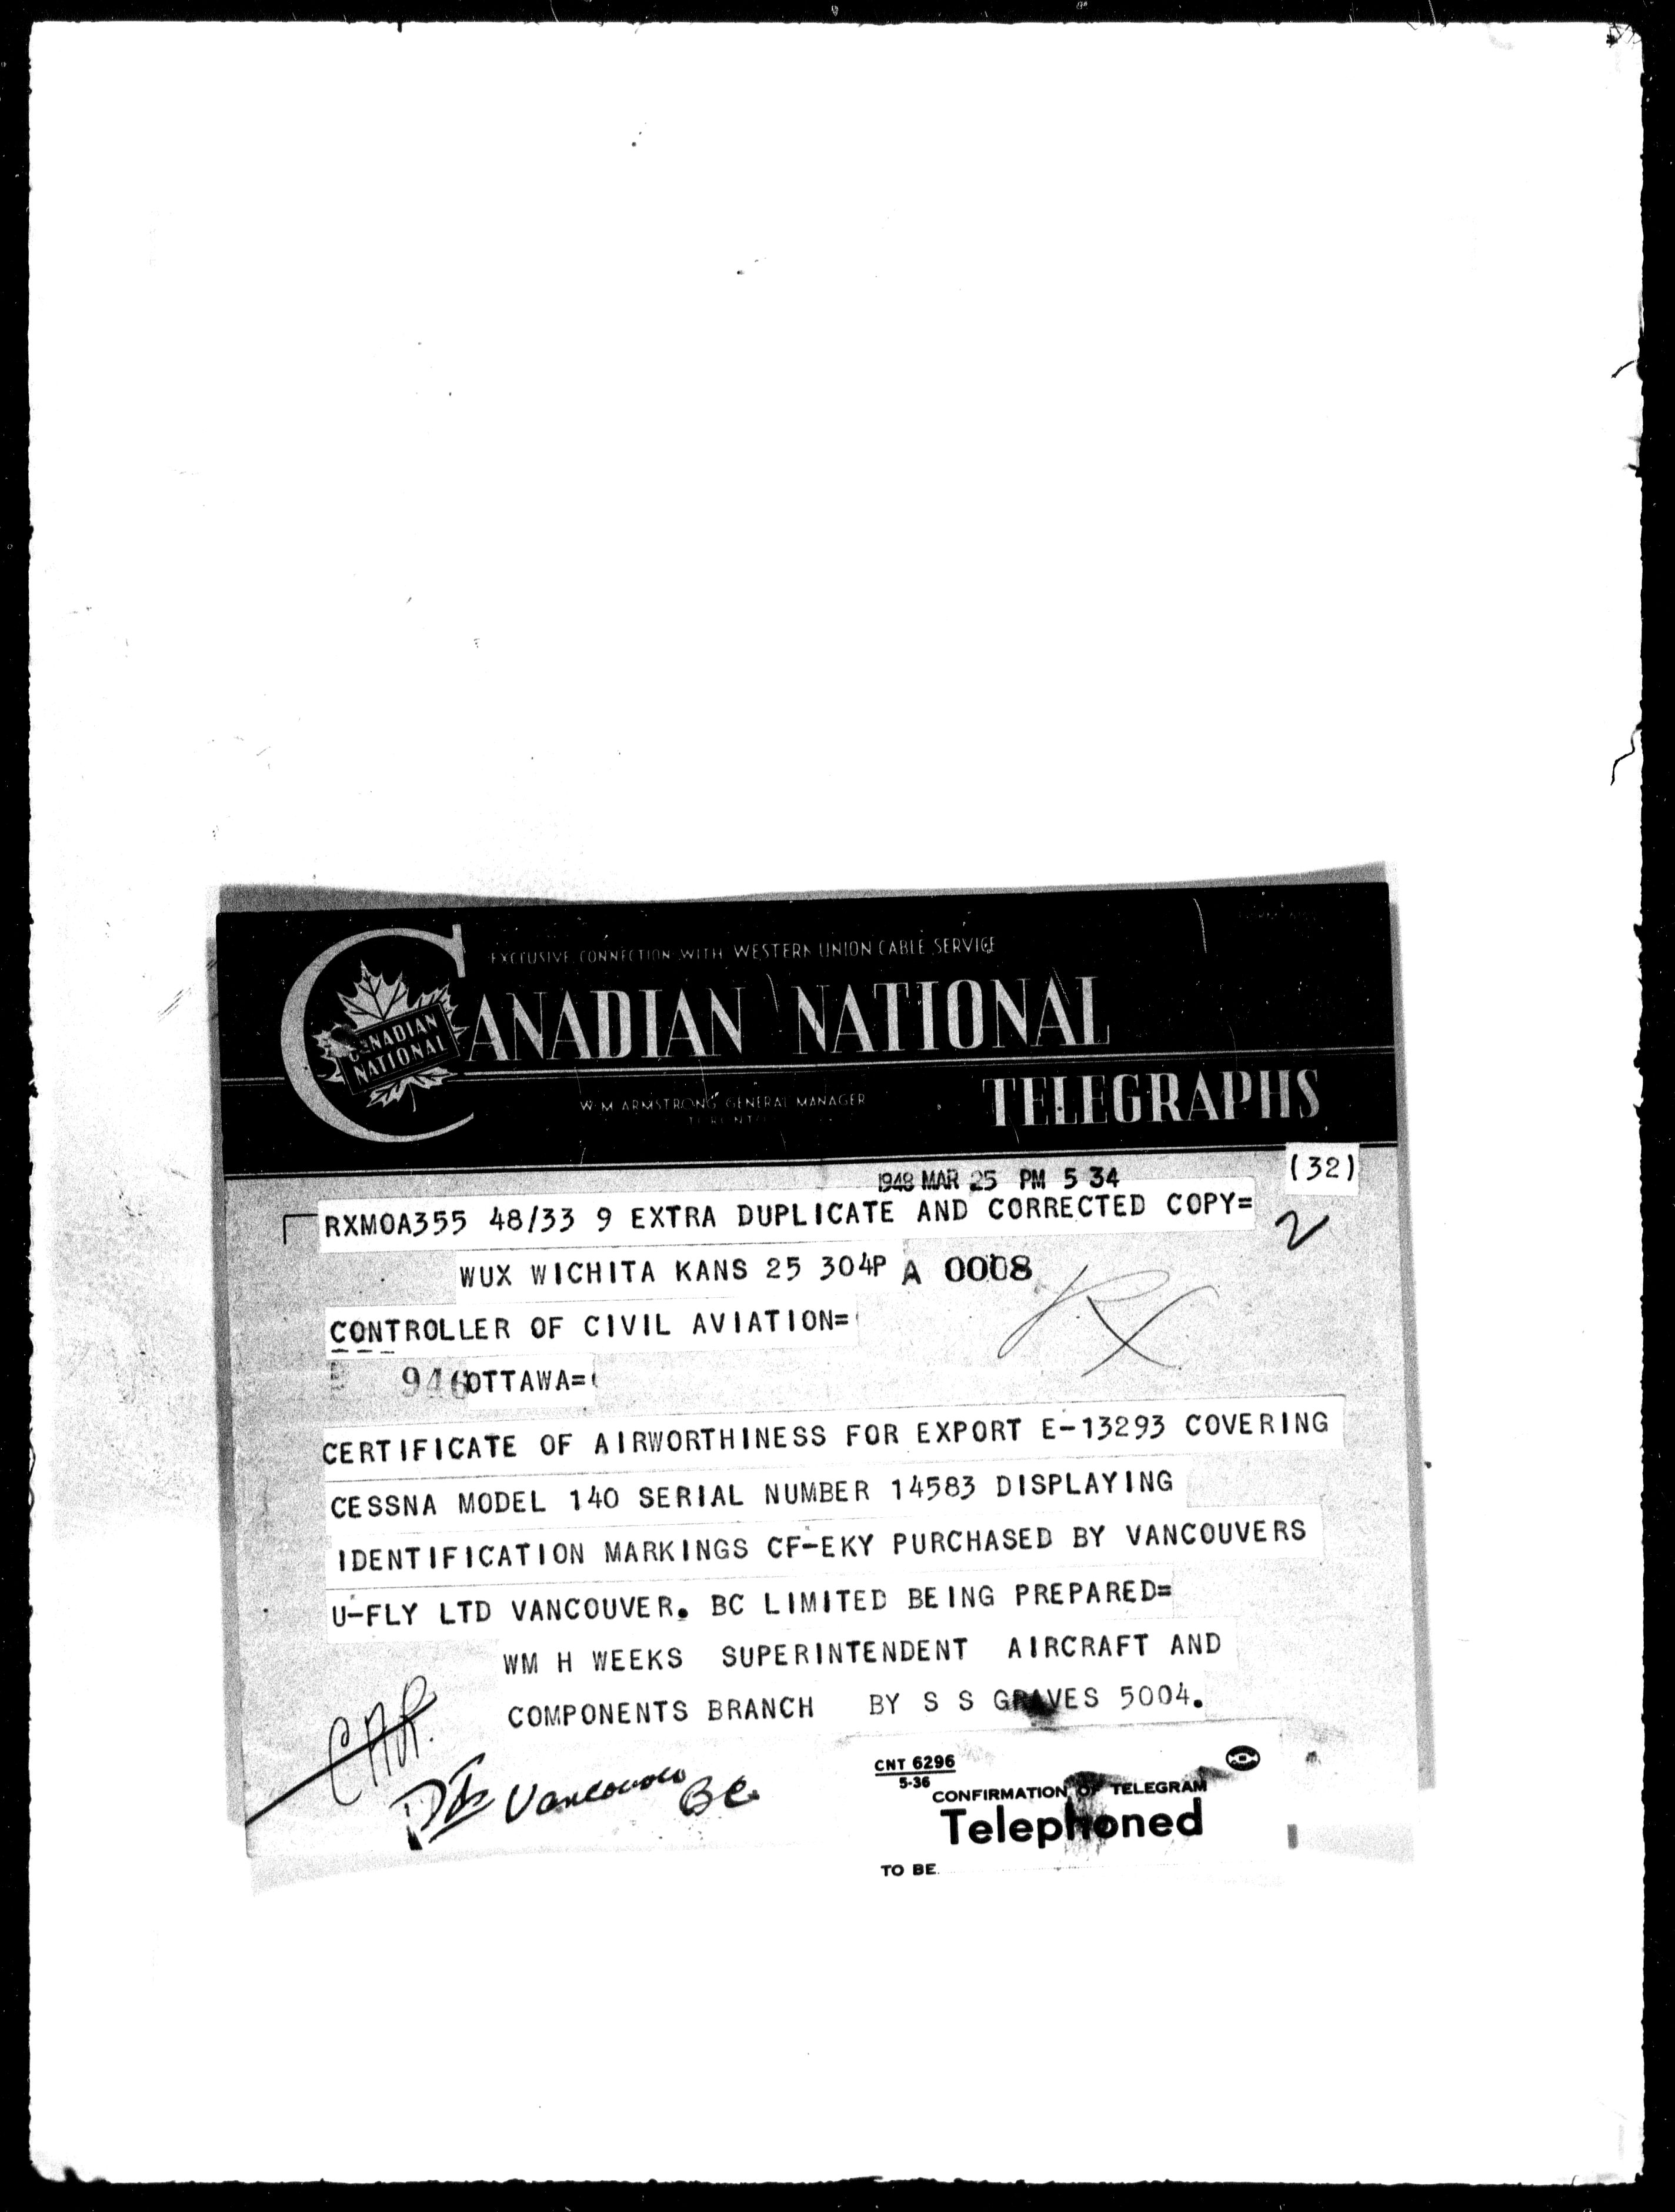 EXCLUSIVE CONNECTION WITH WESTERN UNION CABLE SERVICE
CANADIAN NATIONAL
CANADIAN
NATIONAL
TELEGRAPHS
W M ARMSTRONG GENERAL MANAGER
TORONTO
(32)
1948 MAR 25 PM 5 34
RXMOA355 48/33 9 EXTRA DUPLICATE AND CORRECTED COPY=
2
WUX WICHITA KANS 25 304P A 0008
RX
CONTROLLER OF CIVIL AVIATION=
946 OTTAWA=
CERTIFICATE OF AIRWORTHINESS FOR EXPORT E-13293 COVERING
CESSNA MODEL 140 SERIAL NUMBER 14583 DISPLAYING
IDENTIFICATION MARKINGS CF-EKY PURCHASED BY VANCOUVERS
U-FLY LTD VANCOUVER. BC LIMITED BEING PREPARED=
WM H WEEKS SUPERINTENDENT AIRCRAFT AND
COMPONENTS BRANCH BY S S GRAVES 5004.
Vancouver BC.
CNT 6296
5-36
CONFIRMATION OF TELEGRAM
Telephoned
TO BE